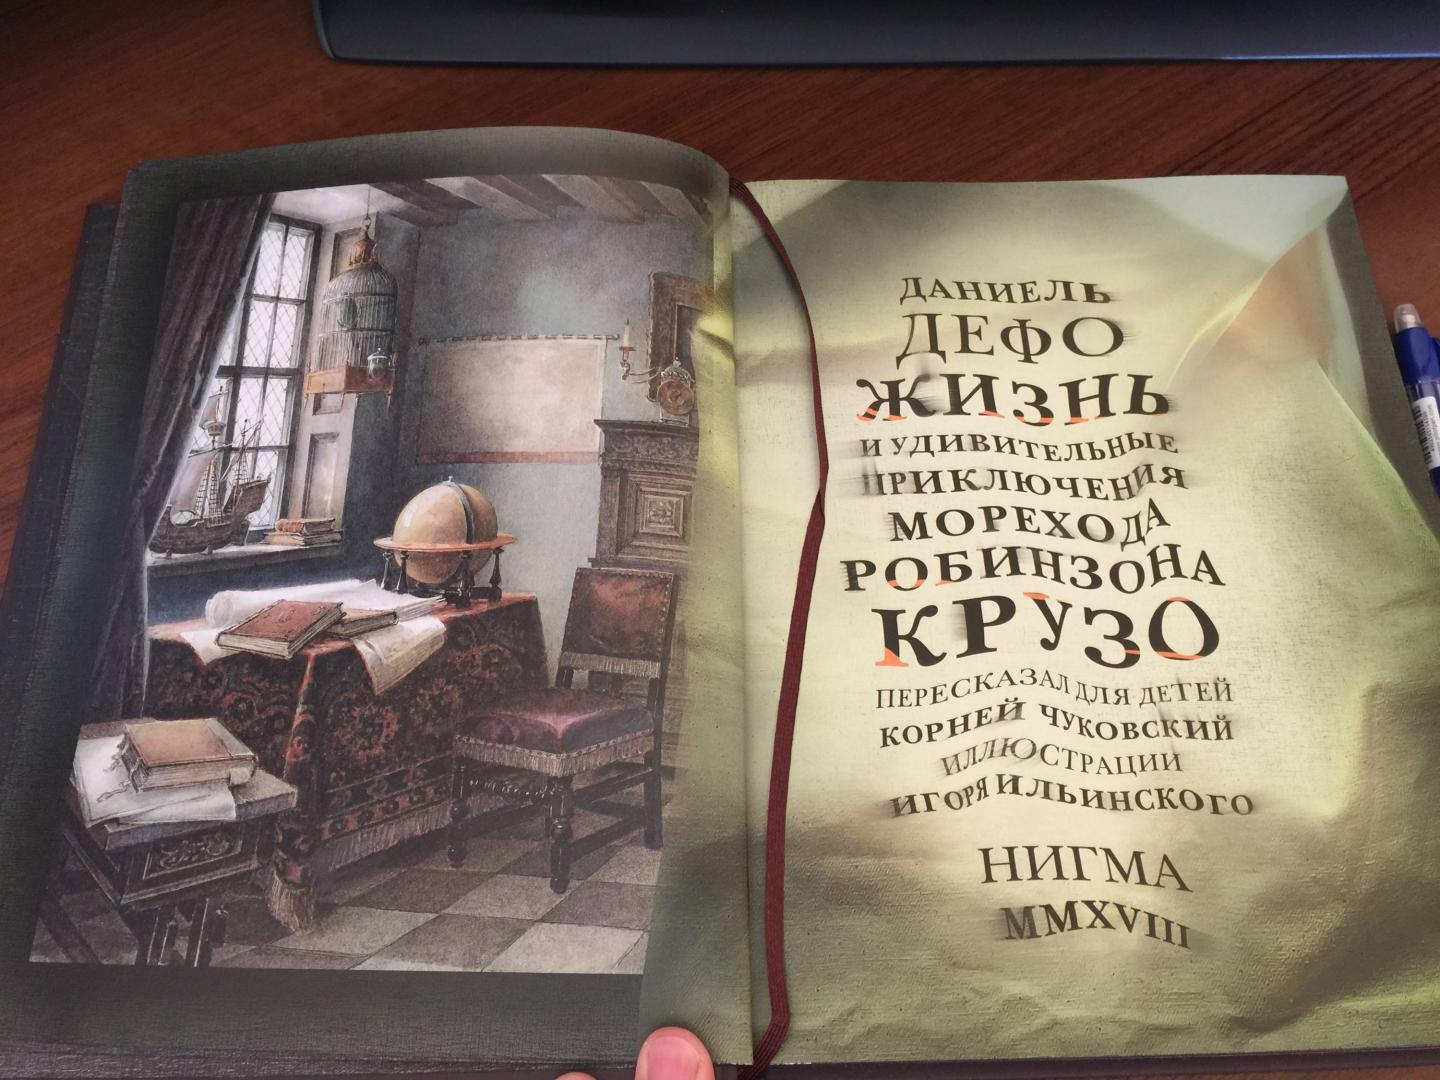 ДАНИЕЛЬ
ДЕФО
ЖИЗНЬ
И УДИВИТЕЛЬНЫЕ
ПРИКЛЮЧЕНИЯ
МОРЕХОДА
РОБИНЗОНА
КРУЗО
ПЕРЕСКАЗАЛ ДЛЯ ДЕТЕЙ
КОРНЕЙ ЧУКОВСКИЙ
ИЛЛЮСТРАЦИИ
ИГОРЯ ИЛЬИНСКОГО
НИГМА
MMXVIII